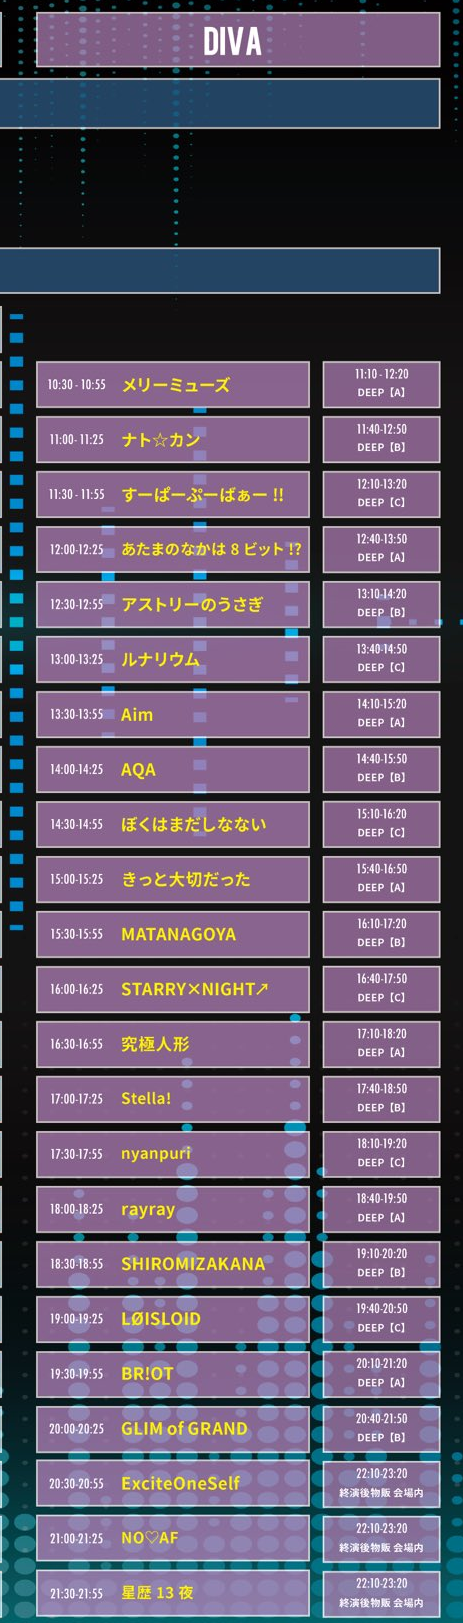 DIVA
10:30 - 10:55 メリーミューズ 11:10 - 12:20
DEEP【A】
11:00 - 11:25 ナト☆カン 11:40-12:50
DEEP【B】
11:30 - 11:55 すーぱーぷーばぁー !! 12:10-13:20
DEEP【C】
12:00-12:25 あたまのなかは 8 ビット !? 12:40-13:50
DEEP【A】
12:30-12:55 アストリーのうさぎ 13:10-14:20
DEEP【B】
13:00-13:25 ルナリウム 13:40-14:50
DEEP【C】
13:30-13:55 Aim 14:10-15:20
DEEP【A】
14:00-14:25 AQA 14:40-15:50
DEEP【B】
14:30-14:55 ぼくはまだしなない 15:10-16:20
DEEP【C】
15:00-15:25 きっと大切だった 15:40-16:50
DEEP【A】
15:30-15:55 MATANAGOYA 16:10-17:20
DEEP【B】
16:00-16:25 STARRY✕NIGHT↗ 16:40-17:50
DEEP【C】
16:30-16:55 究極人形 17:10-18:20
DEEP【A】
17:00-17:25 Stella! 17:40-18:50
DEEP【B】
17:30-17:55 nyanpuri 18:10-19:20
DEEP【C】
18:00-18:25 rayray 18:40-19:50
DEEP【A】
18:30-18:55 SHIROMIZAKANA 19:10-20:20
DEEP【B】
19:00-19:25 LØISLOID 19:40-20:50
DEEP【C】
19:30-19:55 BR!OT 20:10-21:20
DEEP【A】
20:00-20:25 GLIM of GRAND 20:40-21:50
DEEP【B】
20:30-20:55 ExciteOneSelf 22:10-23:20
終演後物販 会場内
21:00-21:25 NO♡AF 22:10-23:20
終演後物販 会場内
21:30-21:55 星歴 13 夜 22:10-23:20
終演後物販 会場内